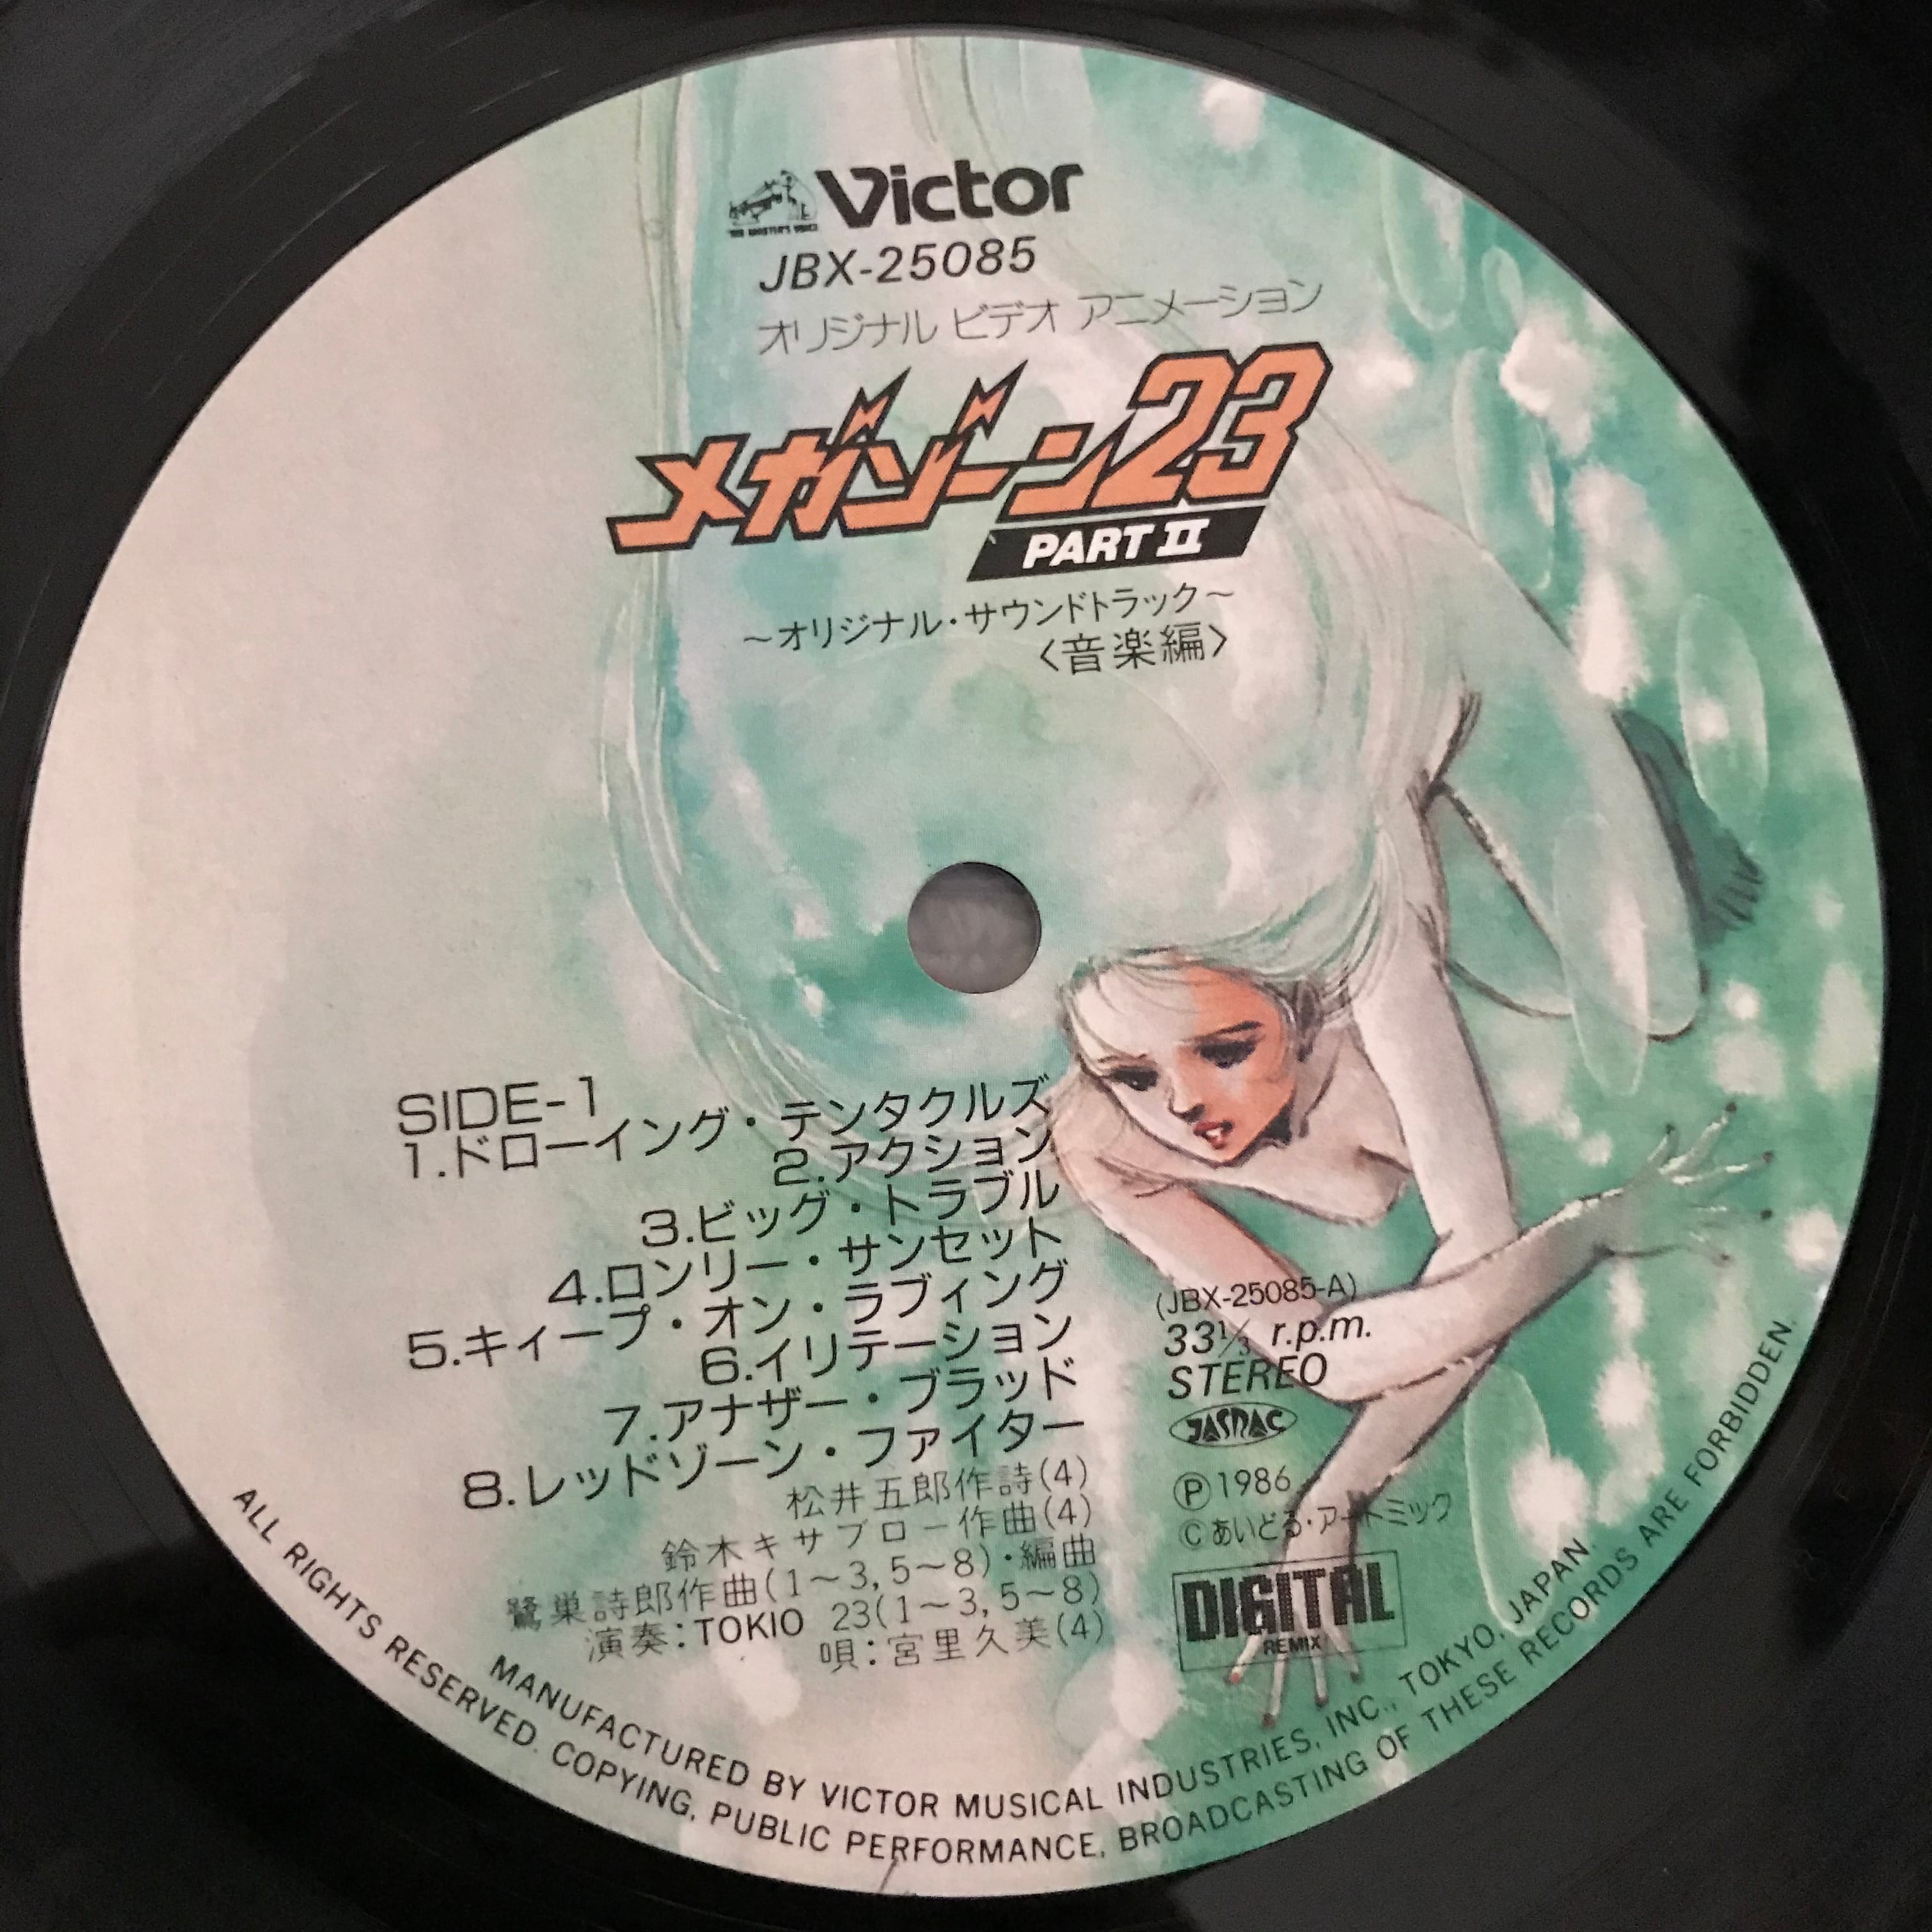 HIS MASTER'S VOICE
Victor
JBX-25085
オリジナル ビデオ アニメーション
メガゾーン23
PART II
〜オリジナル・サウンドトラック〜
〈音楽編〉
SIDE-1
1.ドローイング・テンタクルズ
2.アクション
3.ビッグ・トラブル
4.ロンリー・サンセット
5.キィープ・オン・ラブィング
6.イリテーション
7.アナザー・ブラッド
8.レッドゾーン・ファイター
松井五郎作詩(4)
鈴木キサブロー作曲(4)
鷺巣詩郎作曲(1〜3,5〜8)・編曲
演奏:TOKIO 23(1〜3,5〜8)
唄:宮里久美(4)
(JBX-25085-A)
33⅓ r.p.m.
STEREO
JASRAC
Ⓟ1986
©あいどる・アートミック
DIGITAL
REMIX
MANUFACTURED BY VICTOR MUSICAL INDUSTRIES, INC., TOKYO, JAPAN.
ALL RIGHTS RESERVED. COPYING, PUBLIC PERFORMANCE, BROADCASTING OF THESE RECORDS ARE FORBIDDEN.